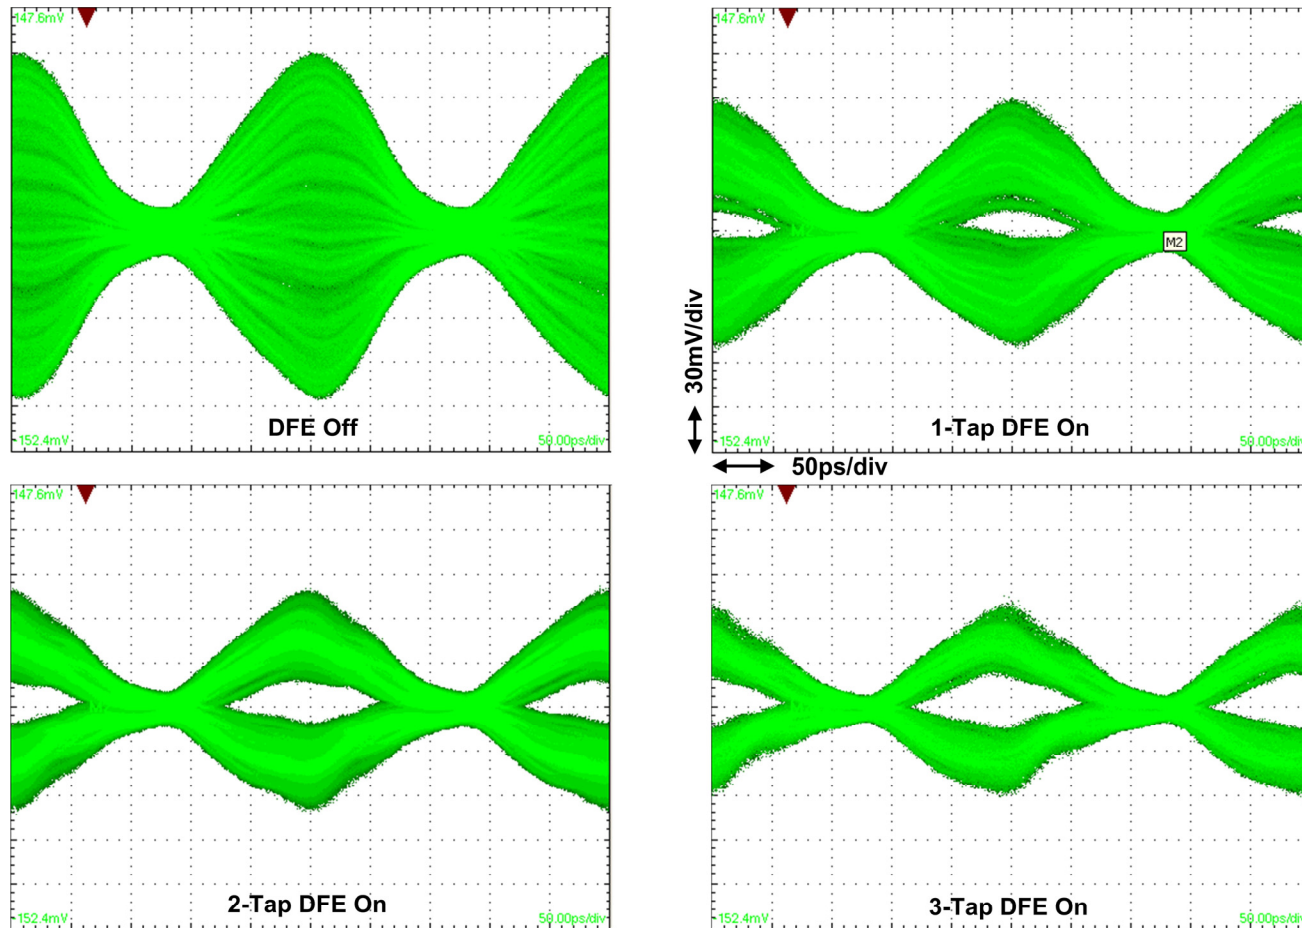 147.6mV
DFE Off
-152.4mV
50.00ps/div
147.6mV
M2
30mV/div
1-Tap DFE On
-152.4mV
50.00ps/div
50ps/div
147.6mV
2-Tap DFE On
-152.4mV
50.00ps/div
147.6mV
3-Tap DFE On
-152.4mV
50.00ps/div